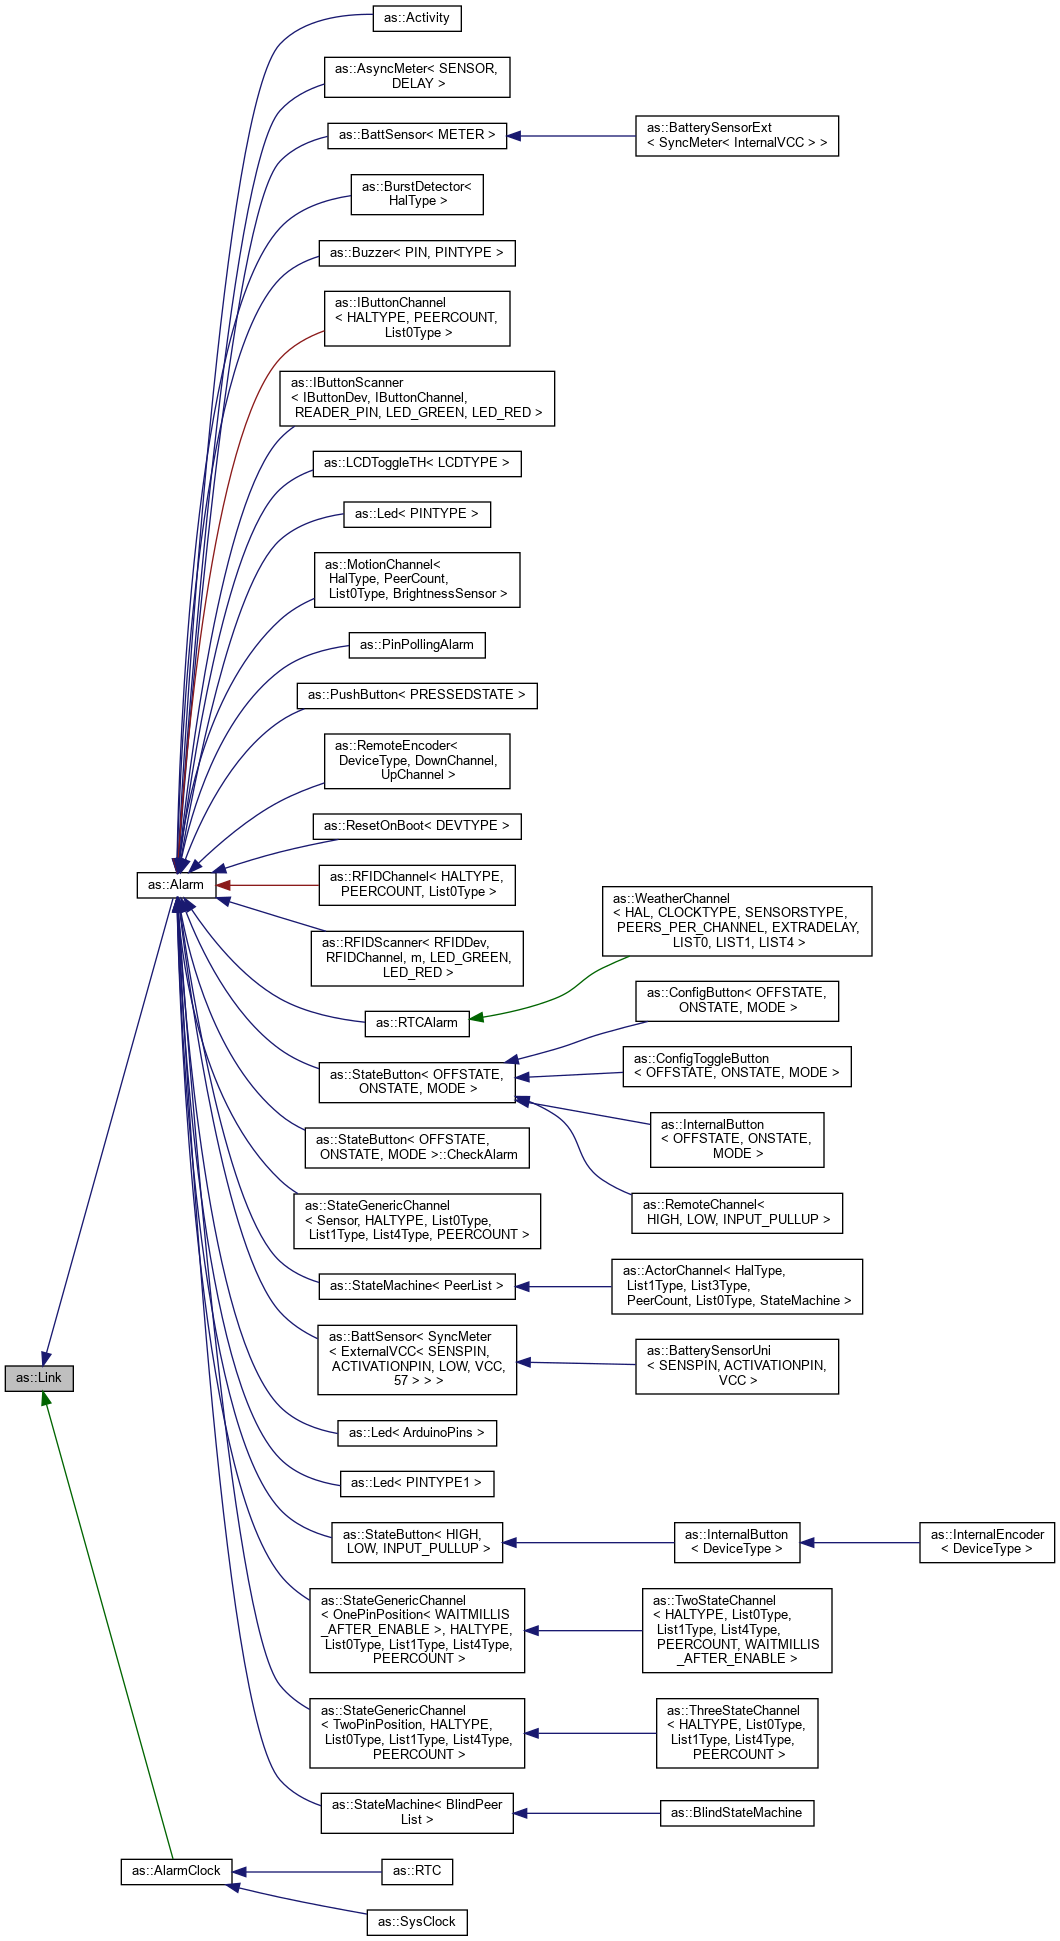 as::Activity
as::AsyncMeter< SENSOR,
DELAY >
as::BattSensor< METER >
as::BatterySensorExt
< SyncMeter< InternalVCC > >
as::BurstDetector<
HalType >
as::Buzzer< PIN, PINTYPE >
as::IButtonChannel
< HALTYPE, PEERCOUNT,
List0Type >
as::IButtonScanner
< IButtonDev, IButtonChannel,
READER_PIN, LED_GREEN, LED_RED >
as::LCDToggleTH< LCDTYPE >
as::Led< PINTYPE >
as::MotionChannel<
HalType, PeerCount,
List0Type, BrightnessSensor >
as::PinPollingAlarm
as::PushButton< PRESSEDSTATE >
as::RemoteEncoder<
DeviceType, DownChannel,
UpChannel >
as::ResetOnBoot< DEVTYPE >
as::Alarm
as::RFIDChannel< HALTYPE,
PEERCOUNT, List0Type >
as::WeatherChannel
< HAL, CLOCKTYPE, SENSORSTYPE,
PEERS_PER_CHANNEL, EXTRADELAY,
LIST0, LIST1, LIST4 >
as::RFIDScanner< RFIDDev,
RFIDChannel, m, LED_GREEN,
LED_RED >
as::RTCAlarm
as::ConfigButton< OFFSTATE,
ONSTATE, MODE >
as::StateButton< OFFSTATE,
ONSTATE, MODE >
as::ConfigToggleButton
< OFFSTATE, ONSTATE, MODE >
as::InternalButton
< OFFSTATE, ONSTATE,
MODE >
as::StateButton< OFFSTATE,
ONSTATE, MODE >::CheckAlarm
as::RemoteChannel<
HIGH, LOW, INPUT_PULLUP >
as::StateGenericChannel
< Sensor, HALTYPE, List0Type,
List1Type, List4Type, PEERCOUNT >
as::StateMachine< PeerList >
as::ActorChannel< HalType,
List1Type, List3Type,
PeerCount, List0Type, StateMachine >
as::BattSensor< SyncMeter
< ExternalVCC< SENSPIN,
ACTIVATIONPIN, LOW, VCC,
57 > > >
as::BatterySensorUni
< SENSPIN, ACTIVATIONPIN,
VCC >
as::Link
as::Led< ArduinoPins >
as::Led< PINTYPE1 >
as::StateButton< HIGH,
LOW, INPUT_PULLUP >
as::InternalButton
< DeviceType >
as::InternalEncoder
< DeviceType >
as::StateGenericChannel
< OnePinPosition< WAITMILLIS
_AFTER_ENABLE >, HALTYPE,
List0Type, List1Type, List4Type,
PEERCOUNT >
as::TwoStateChannel
< HALTYPE, List0Type,
List1Type, List4Type,
PEERCOUNT, WAITMILLIS
_AFTER_ENABLE >
as::StateGenericChannel
< TwoPinPosition, HALTYPE,
List0Type, List1Type, List4Type,
PEERCOUNT >
as::ThreeStateChannel
< HALTYPE, List0Type,
List1Type, List4Type,
PEERCOUNT >
as::StateMachine< BlindPeer
List >
as::BlindStateMachine
as::AlarmClock
as::RTC
as::SysClock